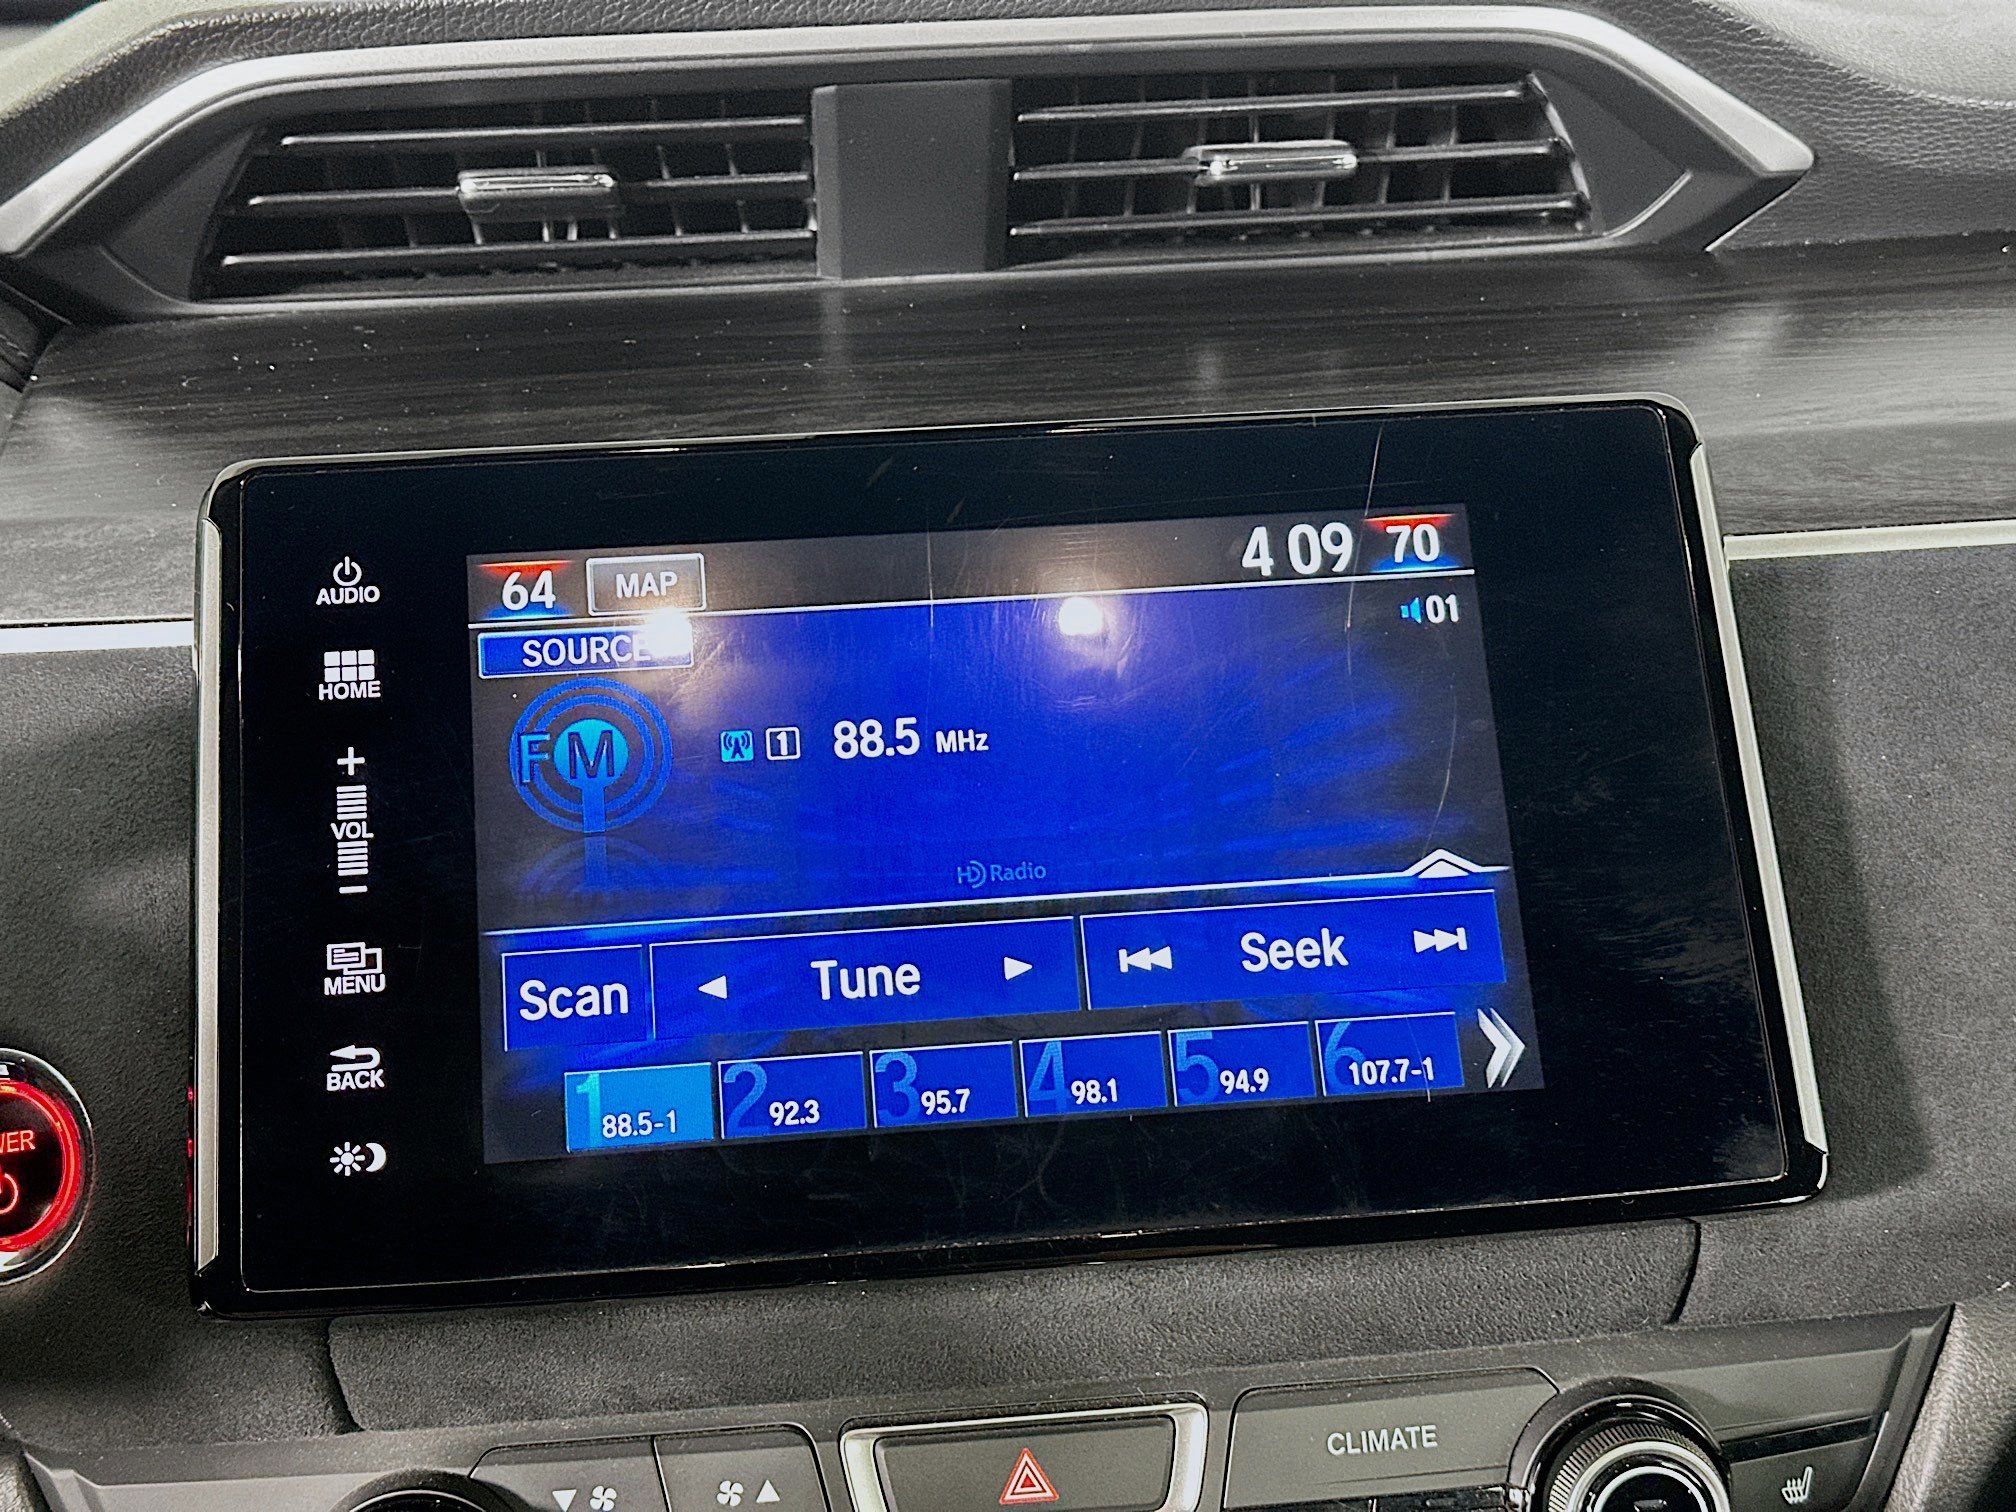 AUDIO
HOME
+
VOL
−
MENU
BACK
64 MAP 4 09 70
SOURCE
01
FM
1 88.5 MHz
HD Radio
Scan
Tune
Seek
1 88.5-1
2 92.3
3 95.7
4 98.1
5 94.9
6 107.7-1
WER
CLIMATE